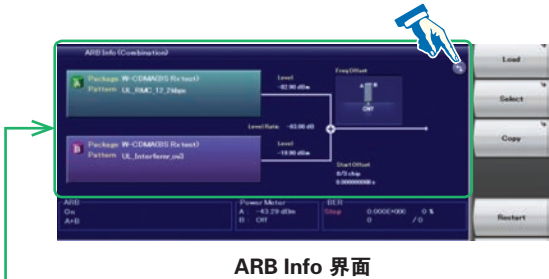 ARB Info (Combination)
Load
Select
Copy
Restart
A Package W-CDMA(BS Rx test)
Pattern UL_RMC_12_2kbps
Level
-82.90 dBm
Freq Offset
A
B
CNT
Level Ratio -63.00 dB
B Package W-CDMA(BS Rx test)
Pattern UL_Interferer_ov3
Level
-19.90 dBm
Start Offset
0/3 chip
0.000000000 s
ARB
On
A+B
Power Meter
A : -43.29 dBm
B : Off
BER
Stop 0.000E+000 0 %
0 / 0
ARB Info 界面